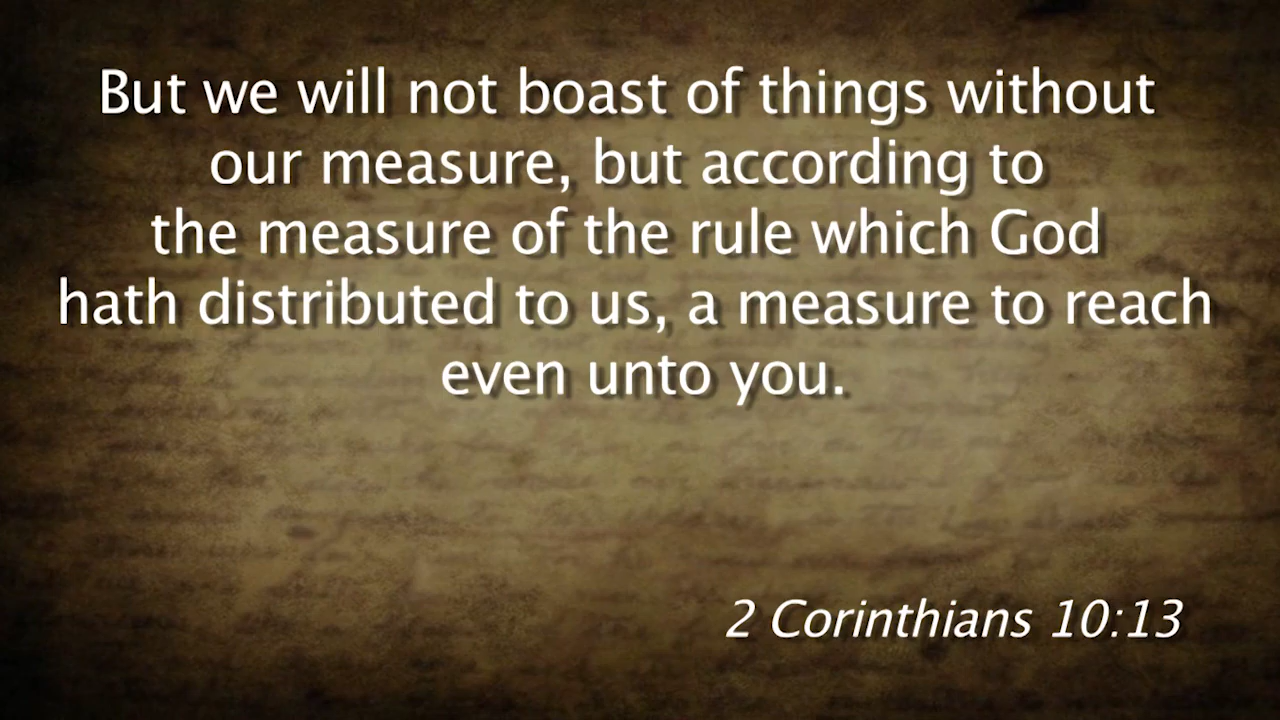 But we will not boast of things without
our measure, but according to
the measure of the rule which God
hath distributed to us, a measure to reach
even unto you.
2 Corinthians 10:13